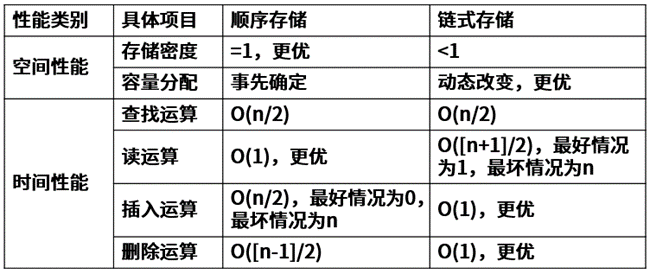 性能类别 具体项目 顺序存储 链式存储
空间性能 存储密度 =1，更优 <1
容量分配 事先确定 动态改变，更优
时间性能 查找运算 O(n/2) O(n/2)
读运算 O(1)，更优 O([n+1]/2)，最好情况
为1，最坏情况为n
插入运算 O(n/2)，最好情况为0，
最坏情况为n O(1)，更优
删除运算 O([n-1]/2) O(1)，更优